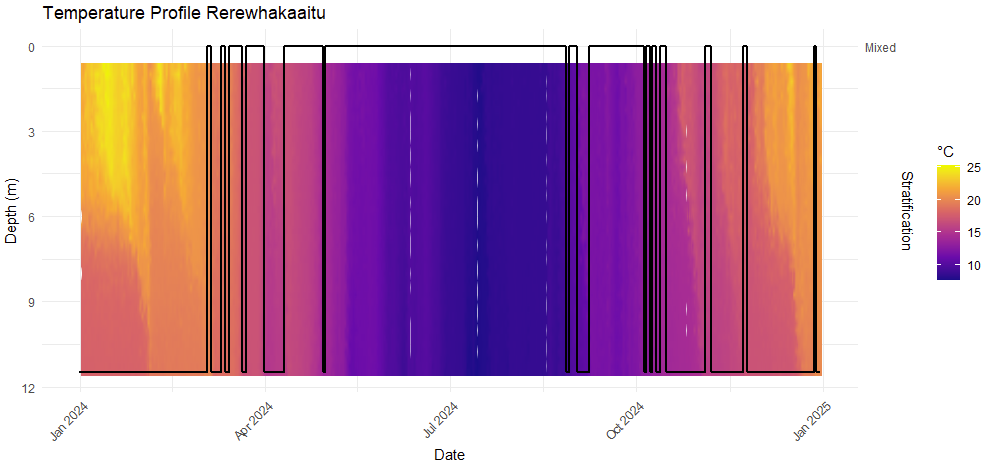 Temperature Profile Rerewhakaaitu
0
3
6
9
12
Depth (m)
Jan 2024
Apr 2024
Jul 2024
Oct 2024
Jan 2025
Date
Mixed
Stratification
°C
25
20
15
10